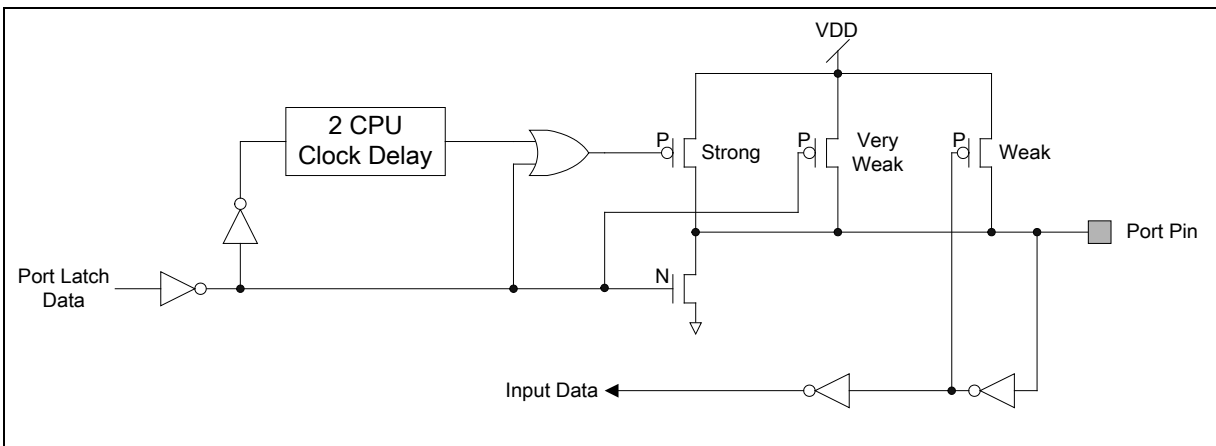 VDD
2 CPU
Clock Delay
P
Strong
P
Very
Weak
P
Weak
Port Pin
Port Latch
Data
N
Input Data